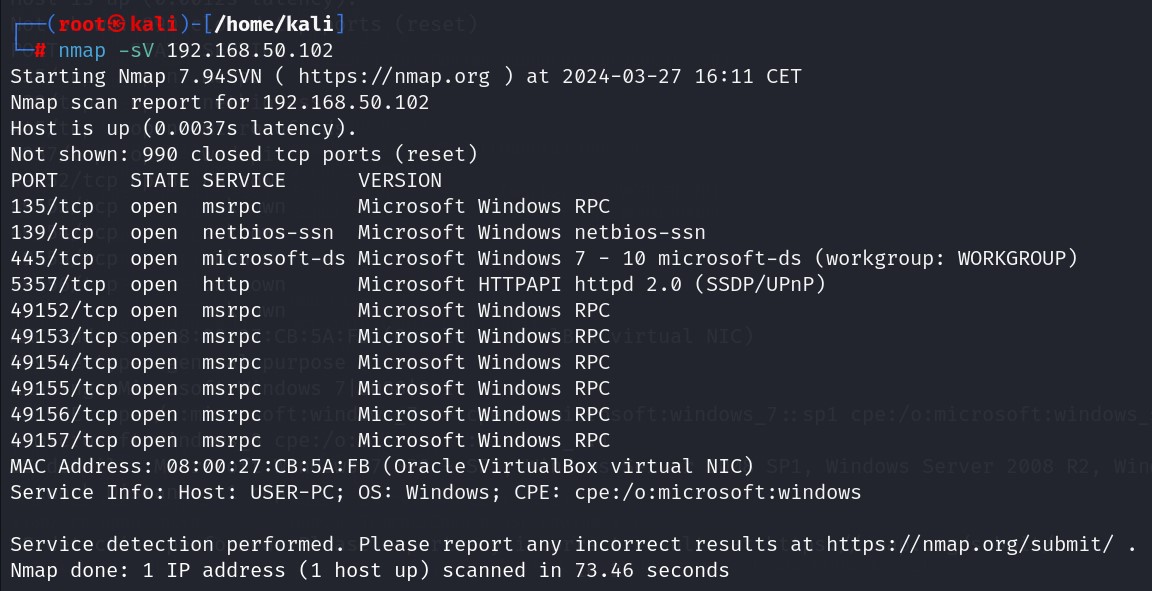 ┌──(root㉿kali)-[/home/kali]
└─# nmap -sV 192.168.50.102
Starting Nmap 7.94SVN ( https://nmap.org ) at 2024-03-27 16:11 CET
Nmap scan report for 192.168.50.102
Host is up (0.0037s latency).
Not shown: 990 closed tcp ports (reset)
PORT      STATE SERVICE      VERSION
135/tcp   open  msrpc        Microsoft Windows RPC
139/tcp   open  netbios-ssn  Microsoft Windows netbios-ssn
445/tcp   open  microsoft-ds Microsoft Windows 7 - 10 microsoft-ds (workgroup: WORKGROUP)
5357/tcp  open  http         Microsoft HTTPAPI httpd 2.0 (SSDP/UPnP)
49152/tcp open  msrpc        Microsoft Windows RPC
49153/tcp open  msrpc        Microsoft Windows RPC
49154/tcp open  msrpc        Microsoft Windows RPC
49155/tcp open  msrpc        Microsoft Windows RPC
49156/tcp open  msrpc        Microsoft Windows RPC
49157/tcp open  msrpc        Microsoft Windows RPC
MAC Address: 08:00:27:CB:5A:FB (Oracle VirtualBox virtual NIC)
Service Info: Host: USER-PC; OS: Windows; CPE: cpe:/o:microsoft:windows

Service detection performed. Please report any incorrect results at https://nmap.org/submit/ .
Nmap done: 1 IP address (1 host up) scanned in 73.46 seconds